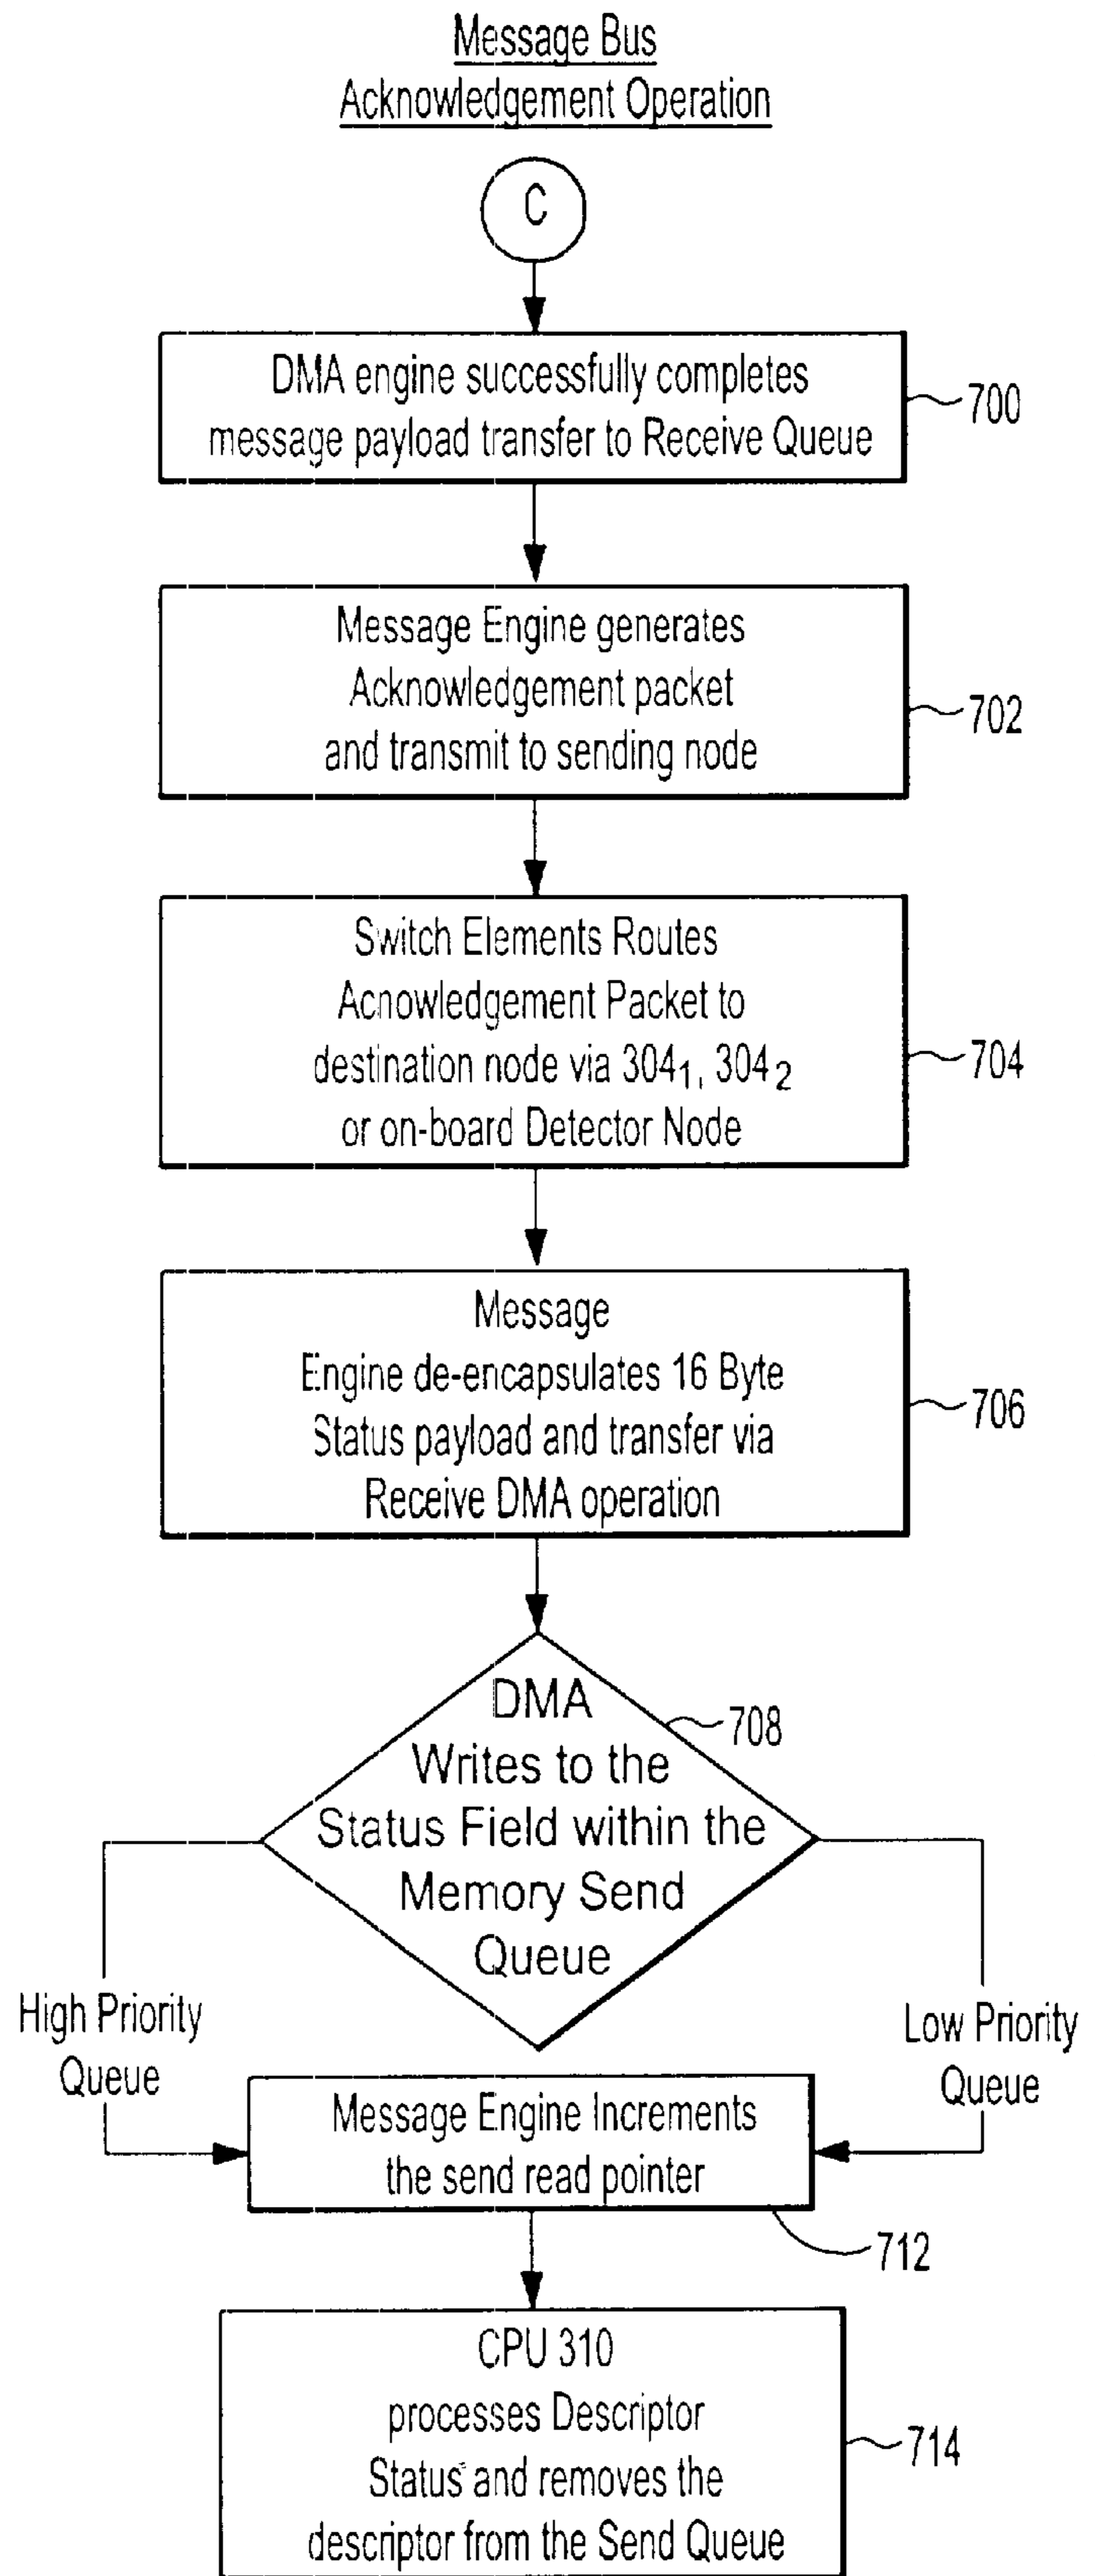 Message Bus
Acknowledgement Operation
C
DMA engine successfully completes
message payload transfer to Receive Queue
700
Message Engine generates
Acknowledgement packet
and transmit to sending node
702
Switch Elements Routes
Acnowledgement Packet to
destination node via 304₁, 304₂
or on-board Detector Node
704
Message
Engine de-encapsulates 16 Byte
Status payload and transfer via
Receive DMA operation
706
DMA
Writes to the
Status Field within the
Memory Send
Queue
708
High Priority
Queue
Low Priority
Queue
Message Engine Increments
the send read pointer
712
CPU 310
processes Descriptor
Status and removes the
descriptor from the Send Queue
714